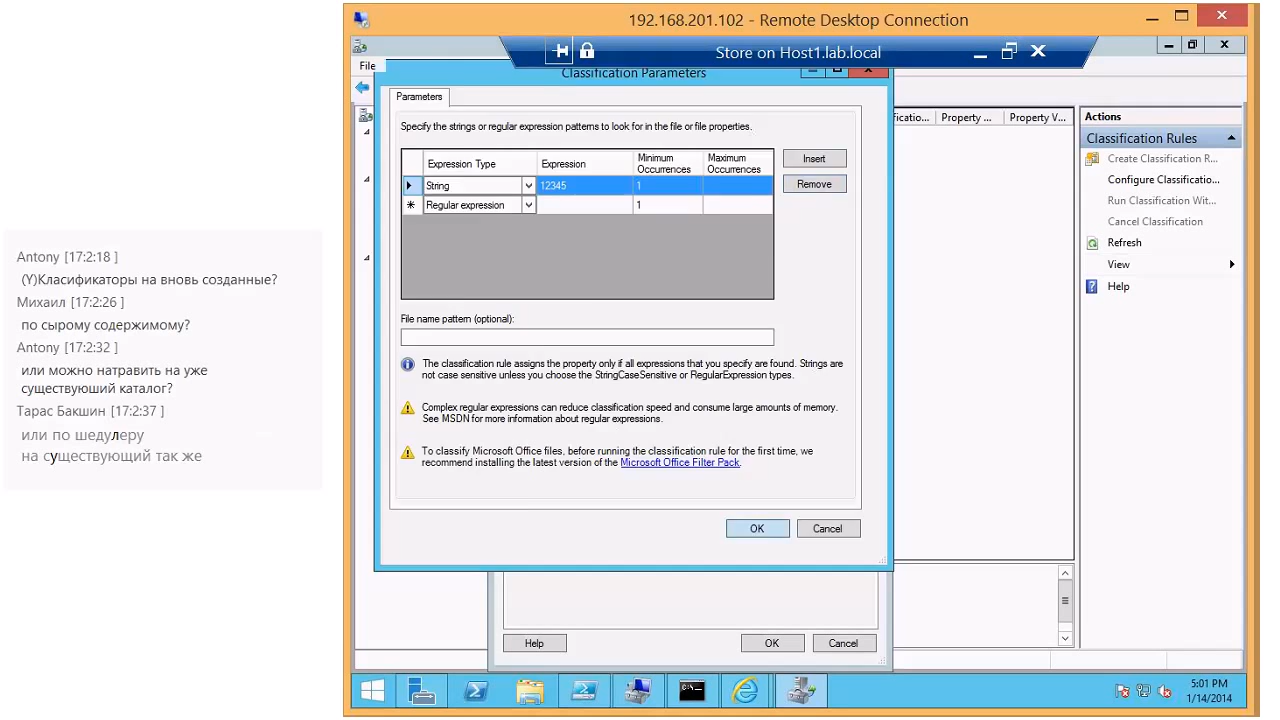 192.168.201.102 - Remote Desktop Connection
Store on Host1.lab.local
File
Classification Parameters
Parameters
Specify the strings or regular expression patterns to look for in the file or file properties.
Expression Type
Expression
Minimum
Occurrences
Maximum
Occurrences
Insert
String
12345
1
Remove
Regular expression
1
File name pattern (optional):
The classification rule assigns the property only if all expressions that you specify are found. Strings are
not case sensitive unless you choose the StringCaseSensitive or RegularExpression types.
Complex regular expressions can reduce classification speed and consume large amounts of memory.
See MSDN for more information about regular expressions.
To classify Microsoft Office files, before running the classification rule for the first time, we
recommend installing the latest version of the Microsoft Office Filter Pack.
OK
Cancel
Help
OK
Cancel
ficatio...
Property ...
Property V...
Actions
Classification Rules
Create Classification R...
Configure Classificatio...
Run Classification Wit...
Cancel Classification
Refresh
View
Help
Antony [17:2:18 ]
(Y)Класификаторы на вновь созданные?
Михаил [17:2:26 ]
по сырому содержимому?
Antony [17:2:32 ]
или можно натравить на уже
существуюший каталог?
Тарас Бакшин [17:2:37 ]
или по шедулеру
на существующий так же
5:01 PM
1/14/2014